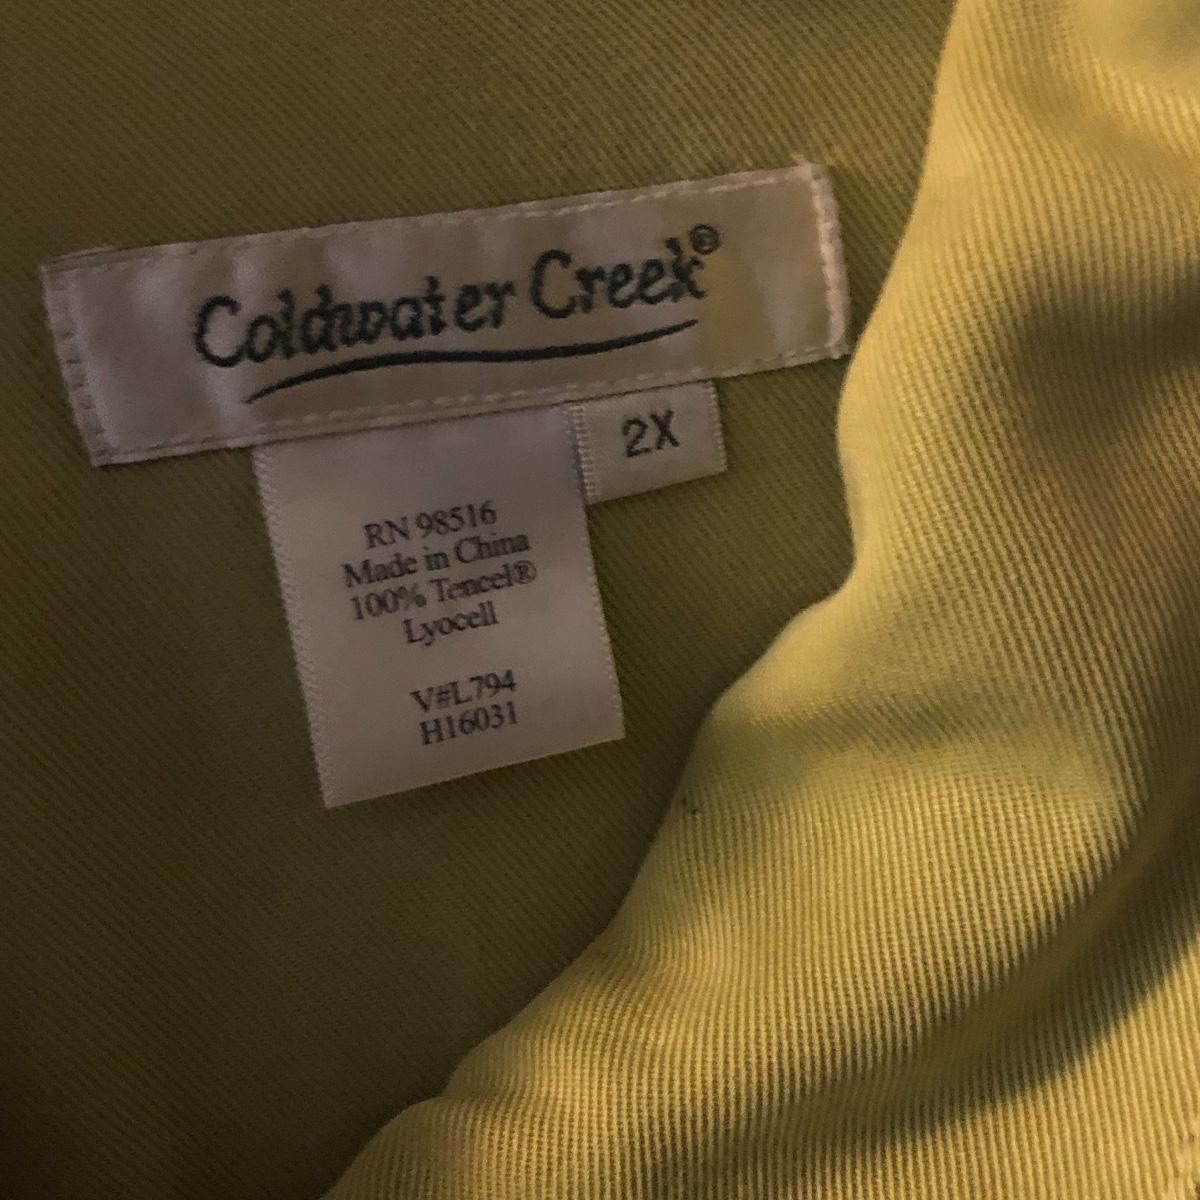 Coldwater Creek®
2X
RN 98516
Made in China
100% Tencel®
Lyocell
V#L794
H16031